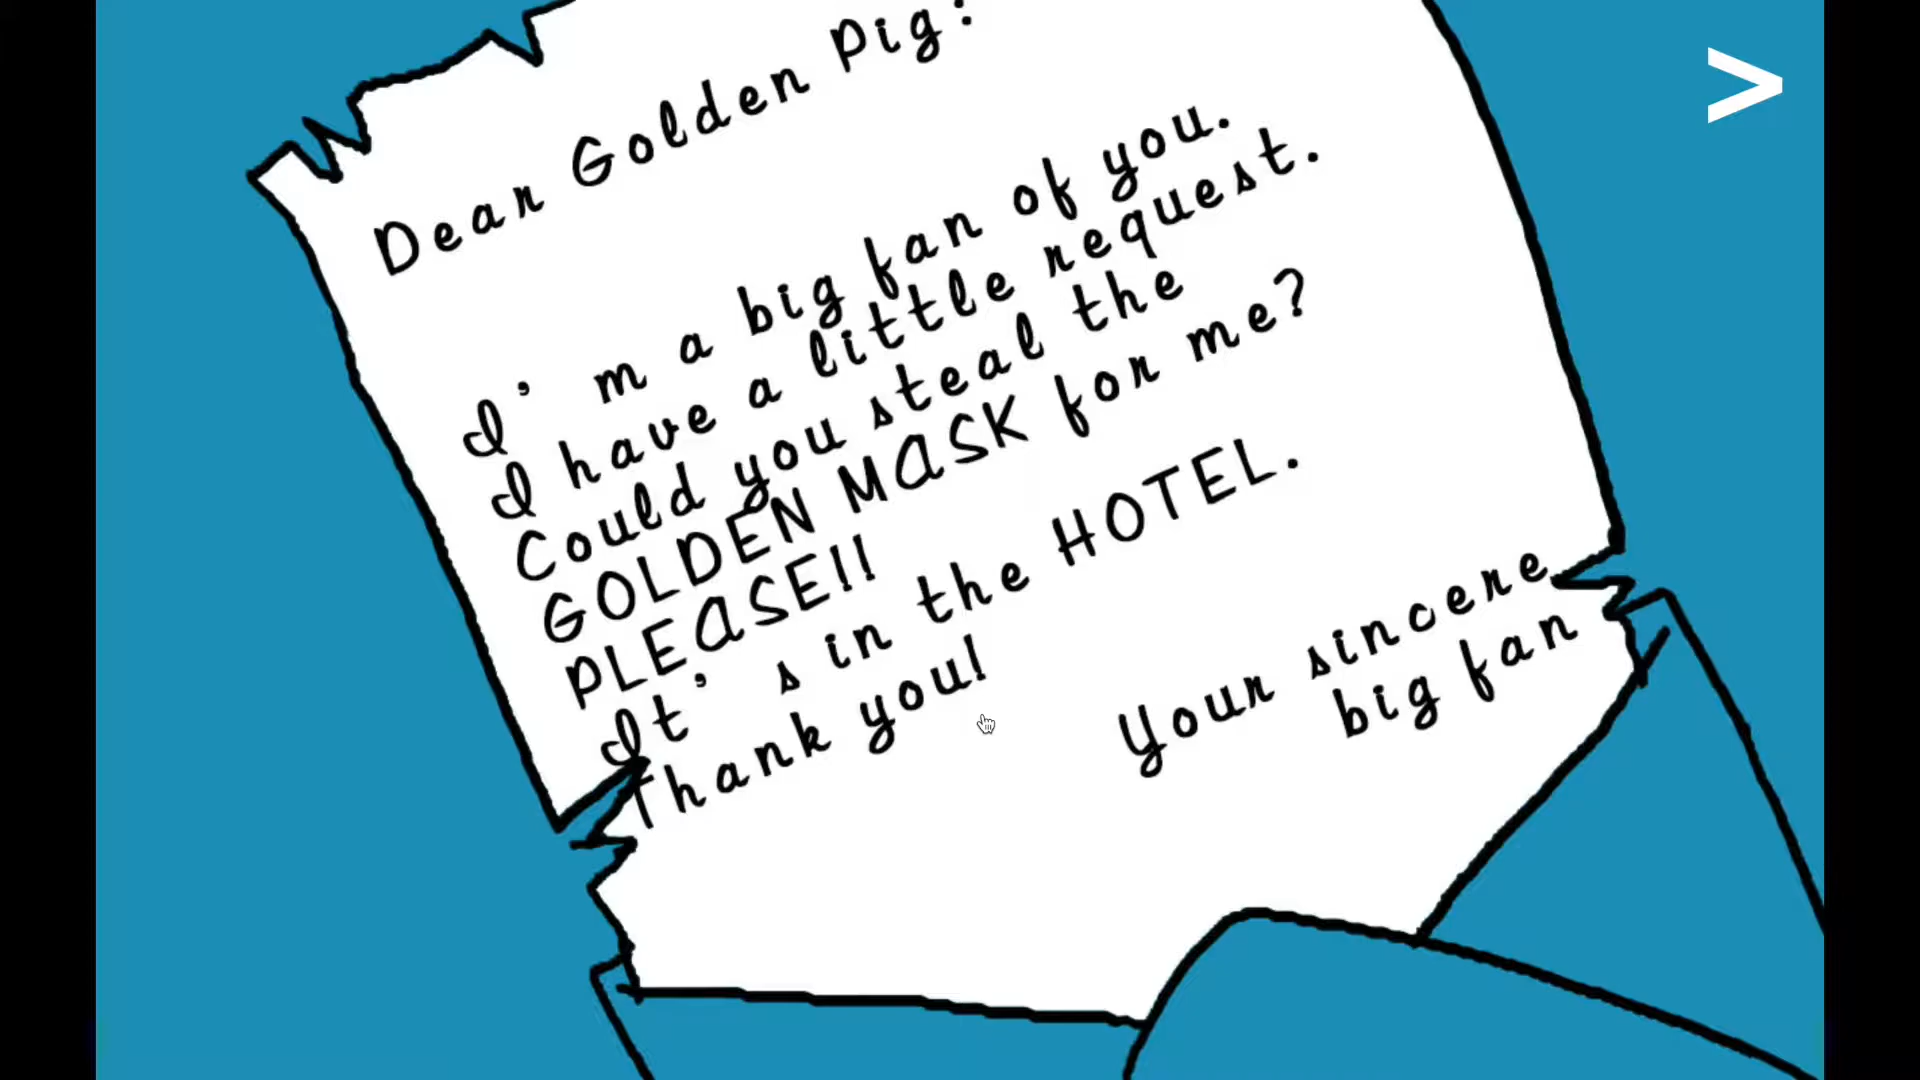 Dear Golden Pig:
I' m a big fan of you.
I have a little request.
Could you steal the
GOLDEN MASK for me?
PLEASE!!
It' s in the HOTEL.
Thank you!
Your sincere
big fan
>